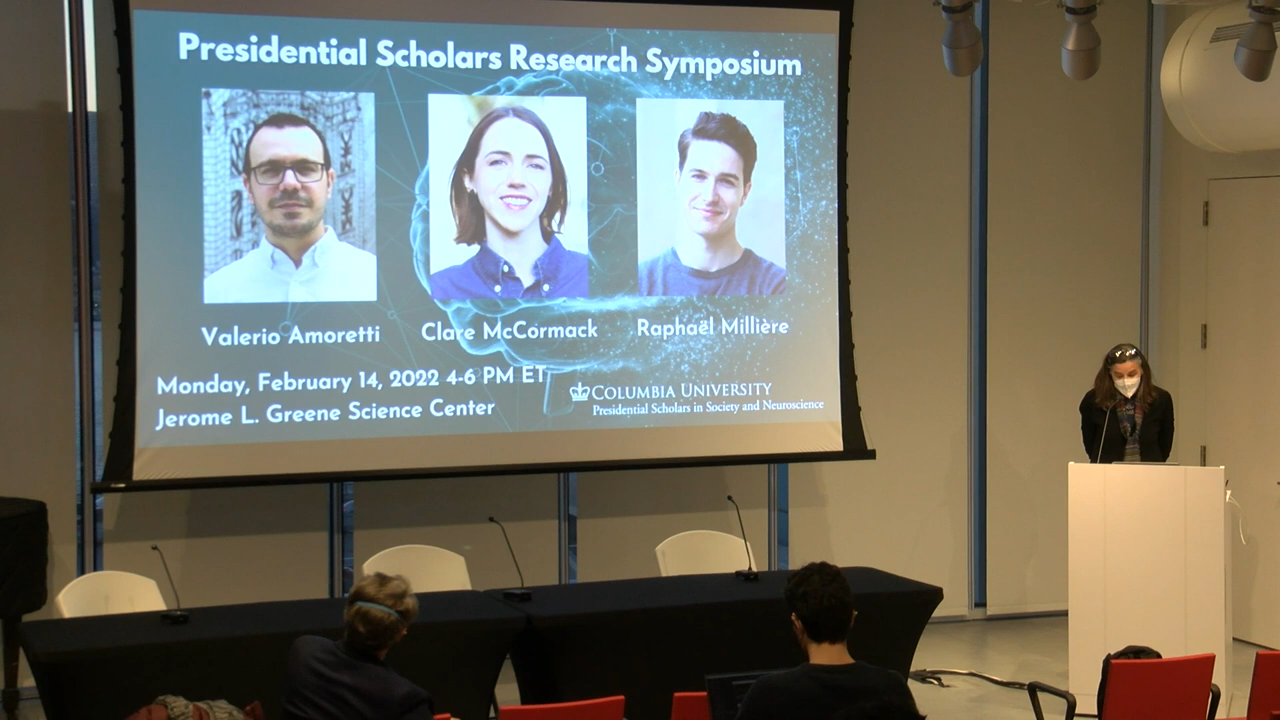 Presidential Scholars Research Symposium
Valerio Amoretti
Clare McCormack
Raphaël Millière
Monday, February 14, 2022 4-6 PM ET
Jerome L. Greene Science Center
COLUMBIA UNIVERSITY
Presidential Scholars in Society and Neuroscience